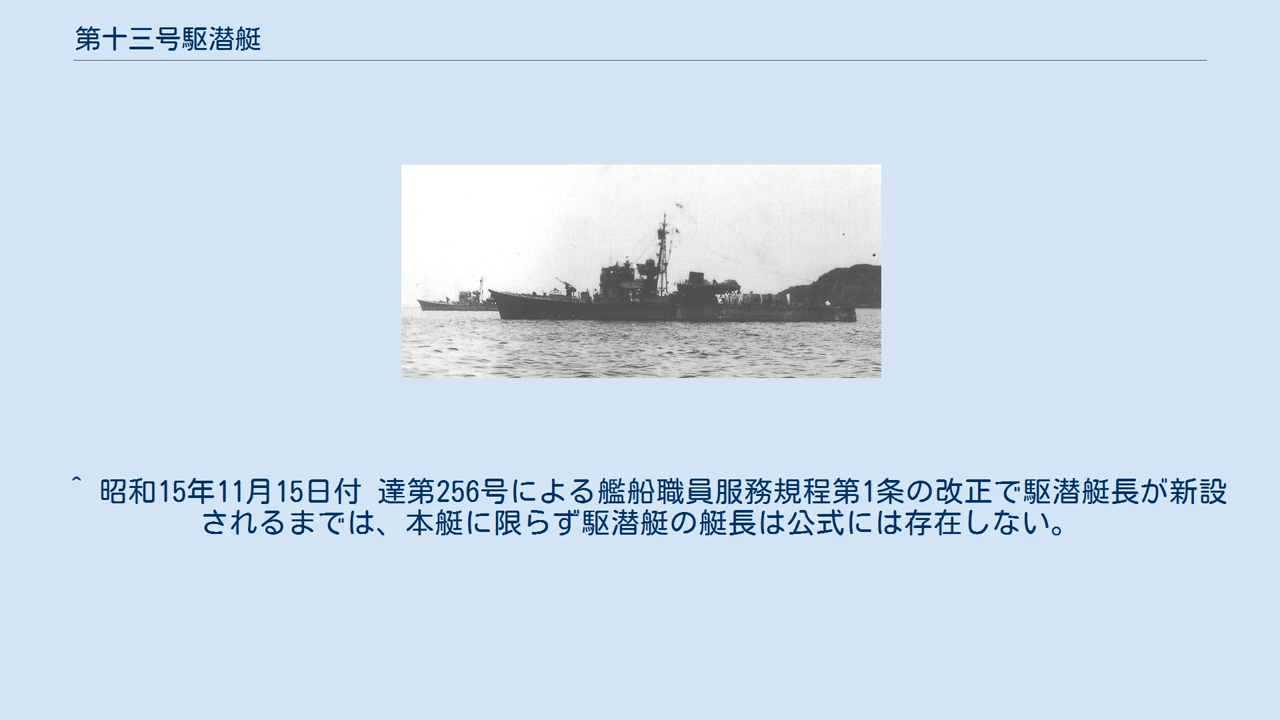 第十三号駆潜艇
^ 昭和15年11月15日付 達第256号による艦船職員服務規程第1条の改正で駆潜艇長が新設
されるまでは、本艇に限らず駆潜艇の艇長は公式には存在しない。